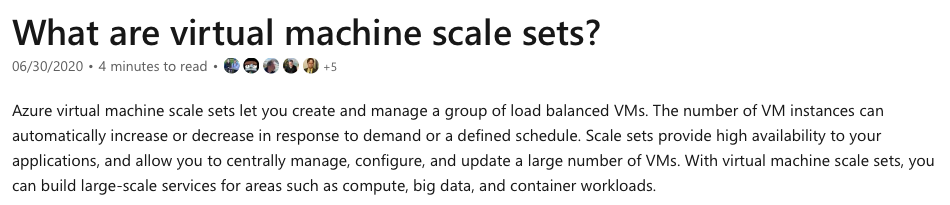 What are virtual machine scale sets?
06/30/2020 • 4 minutes to read • +5
Azure virtual machine scale sets let you create and manage a group of load balanced VMs. The number of VM instances can
automatically increase or decrease in response to demand or a defined schedule. Scale sets provide high availability to your
applications, and allow you to centrally manage, configure, and update a large number of VMs. With virtual machine scale sets, you
can build large-scale services for areas such as compute, big data, and container workloads.